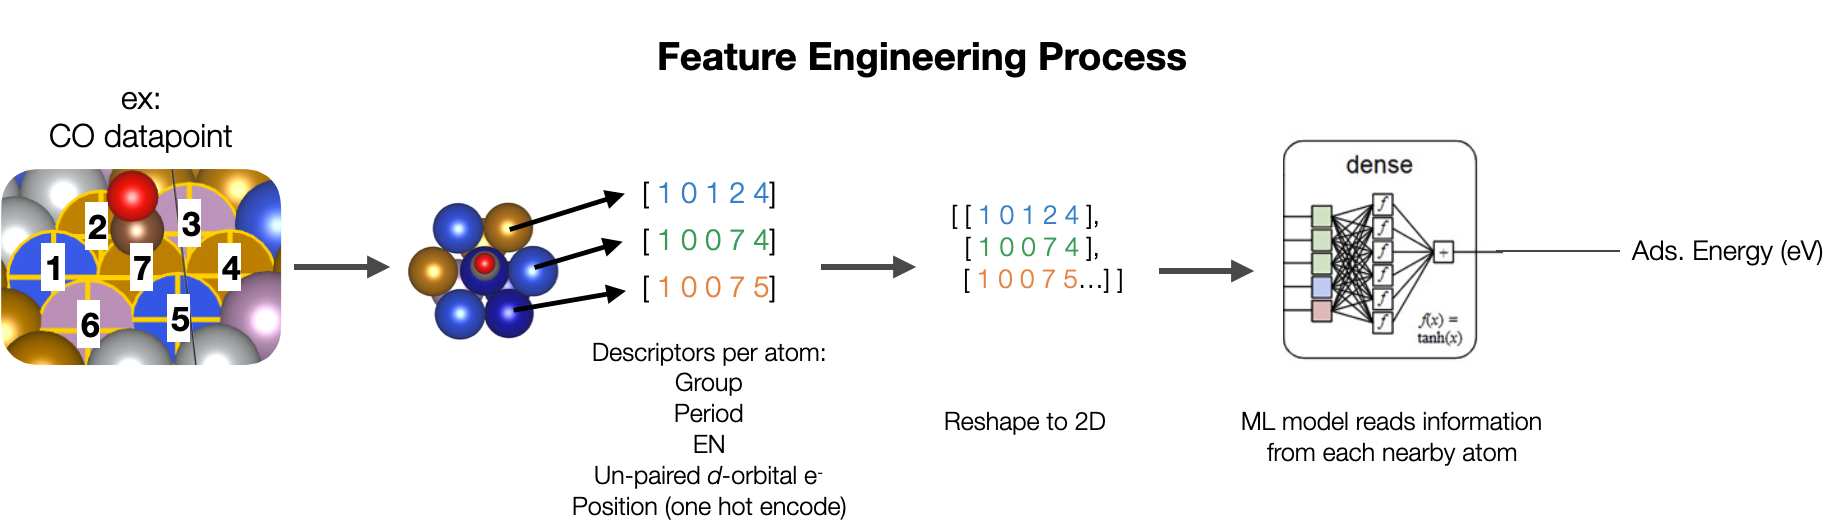 Feature Engineering Process
ex:
CO datapoint
2
3
1
7
4
6
5
[ 1 0 1 2 4]
[ 1 0 0 7 4]
[ 1 0 0 7 5]
Descriptors per atom:
Group
Period
EN
Un-paired d-orbital e-
Position (one hot encode)
[ [ 1 0 1 2 4 ],
[ 1 0 0 7 4 ],
[ 1 0 0 7 5...] ]
Reshape to 2D
dense
f
f
f
f
f
f
÷
f(x) =
tanh(x)
ML model reads information
from each nearby atom
Ads. Energy (eV)